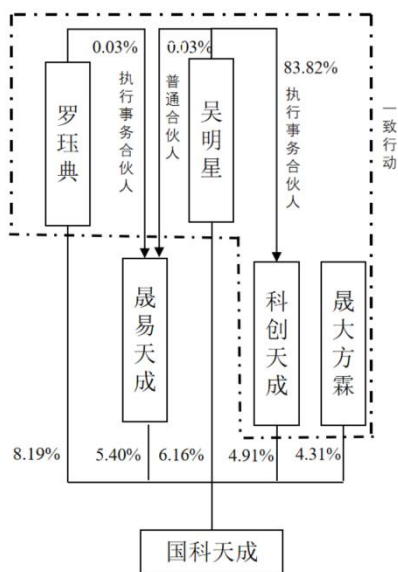 0.03%
0.03%
83.82%
罗珏典
执行事务合伙人
普通合伙人
吴明星
执行事务合伙人
一致行动
晟易天成
科创天成
晟大方霖
8.19%
5.40%
6.16%
4.91%
4.31%
国科天成